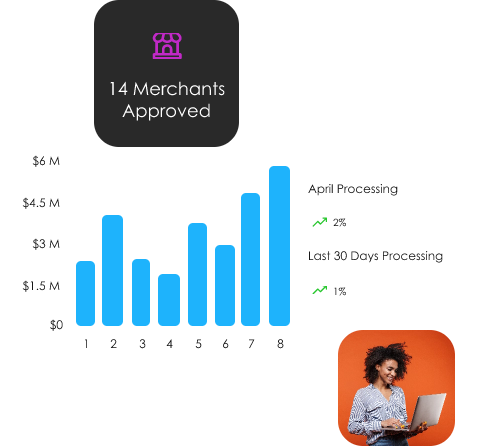 14 Merchants
Approved
$6 M
$4.5 M
$3 M
$1.5 M
$0
1 2 3 4 5 6 7 8
April Processing
2%
Last 30 Days Processing
1%